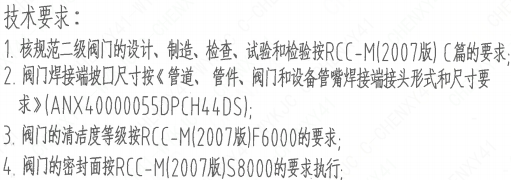 技术要求：
1. 核规范二级阀门的设计、制造、检查、试验和检验按RCC-M(2007版) C篇的要求;
2. 阀门焊接端坡口尺寸按《管道、 管件、阀门和设备管嘴焊接端接头形式和尺寸要
求》(ANX40000055DPCH44DS);
3. 阀门的清洁度等级按RCC-M(2007版)F6000的要求;
4. 阀门的密封面按RCC-M(2007版)S8000的要求执行;